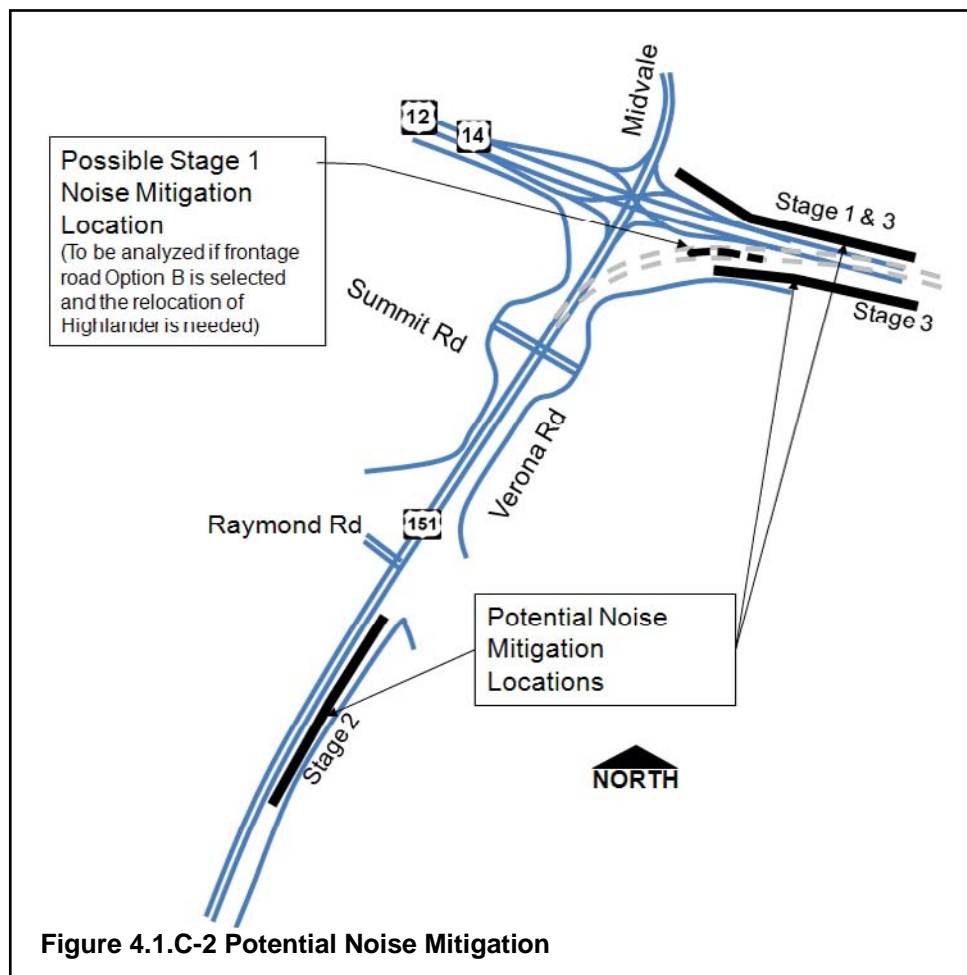 Midvale
12
14
Possible Stage 1
Noise Mitigation
Location
(To be analyzed if frontage
road Option B is selected
and the relocation of
Highlander is needed)
Stage 1 & 3
Stage 3
Summit Rd
Verona Rd
151
Raymond Rd
Potential Noise
Mitigation
Locations
Stage 2
NORTH
Figure 4.1.C-2 Potential Noise Mitigation